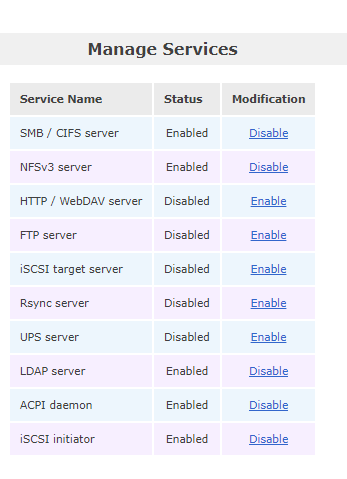 Manage Services
Service Name Status Modification
SMB / CIFS server Enabled Disable
NFSv3 server Enabled Disable
HTTP / WebDAV server Disabled Enable
FTP server Disabled Enable
iSCSI target server Disabled Enable
Rsync server Disabled Enable
UPS server Disabled Enable
LDAP server Enabled Disable
ACPI daemon Enabled Disable
iSCSI initiator Enabled Disable